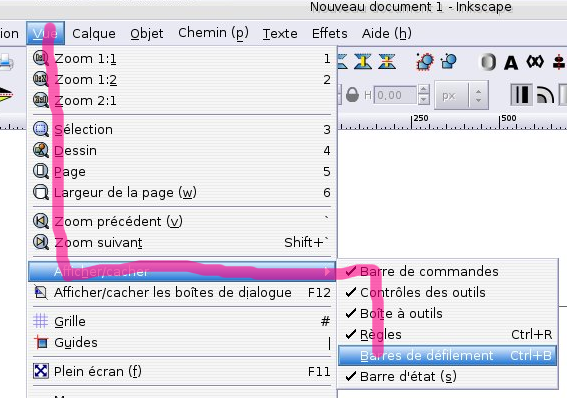 Nouveau document 1 - Inkscape
ion Vue Calque Objet Chemin (p) Texte Effets Aide (h)
Zoom 1:1 1
Zoom 1:2 2
Zoom 2:1
H 0,00 px
250 500
Sélection 3
Dessin 4
Page 5
Largeur de la page (w) 6
Zoom précédent (v) `
Zoom suivant Shift+`
Afficher/cacher
Afficher/cacher les boîtes de dialogue F12
Grille #
Guides |
Plein écran (f) F11
Barre de commandes
Contrôles des outils
Boîte à outils
Règles Ctrl+R
Barres de défilement Ctrl+B
Barre d'état (s)